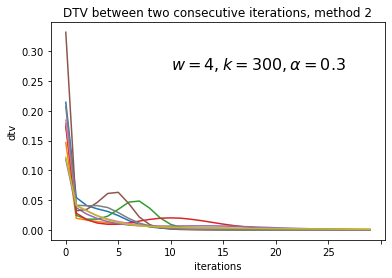 DTV between two consecutive iterations, method 2
w = 4, k = 300, α = 0.3
dtv
0.30
0.25
0.20
0.15
0.10
0.05
0.00
0 5 10 15 20 25
iterations